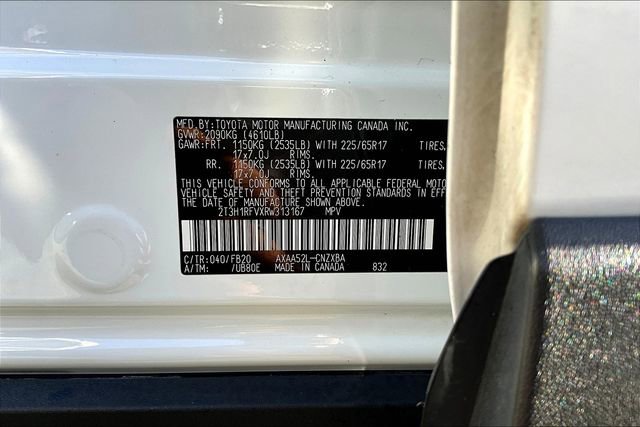 MFD.BY:TOYOTA MOTOR MANUFACTURING CANADA INC.
GVWR:2090KG (4610LB)
GAWR:FRT. 1150KG (2535LB) WITH 225/65R17 TIRES,
17x7.0J RIMS.
RR. 1150KG (2535LB) WITH 225/65R17 TIRES,
17x7. RIMS.
THIS VEHICLE CONFORMS TO ALL APPLICABLE FEDERAL MOTO
VEHICLE SAFETY AND THEFT PREVENTION STANDARDS IN EFF
THE DATE OF MANUFACTURE SHOWN ABOVE.
2T3H1RFVXRW313167 MPV
C/TR:040/FB20 AXAA52L-CNZXBA
A/TM: /UB80E MADE IN CANADA 832